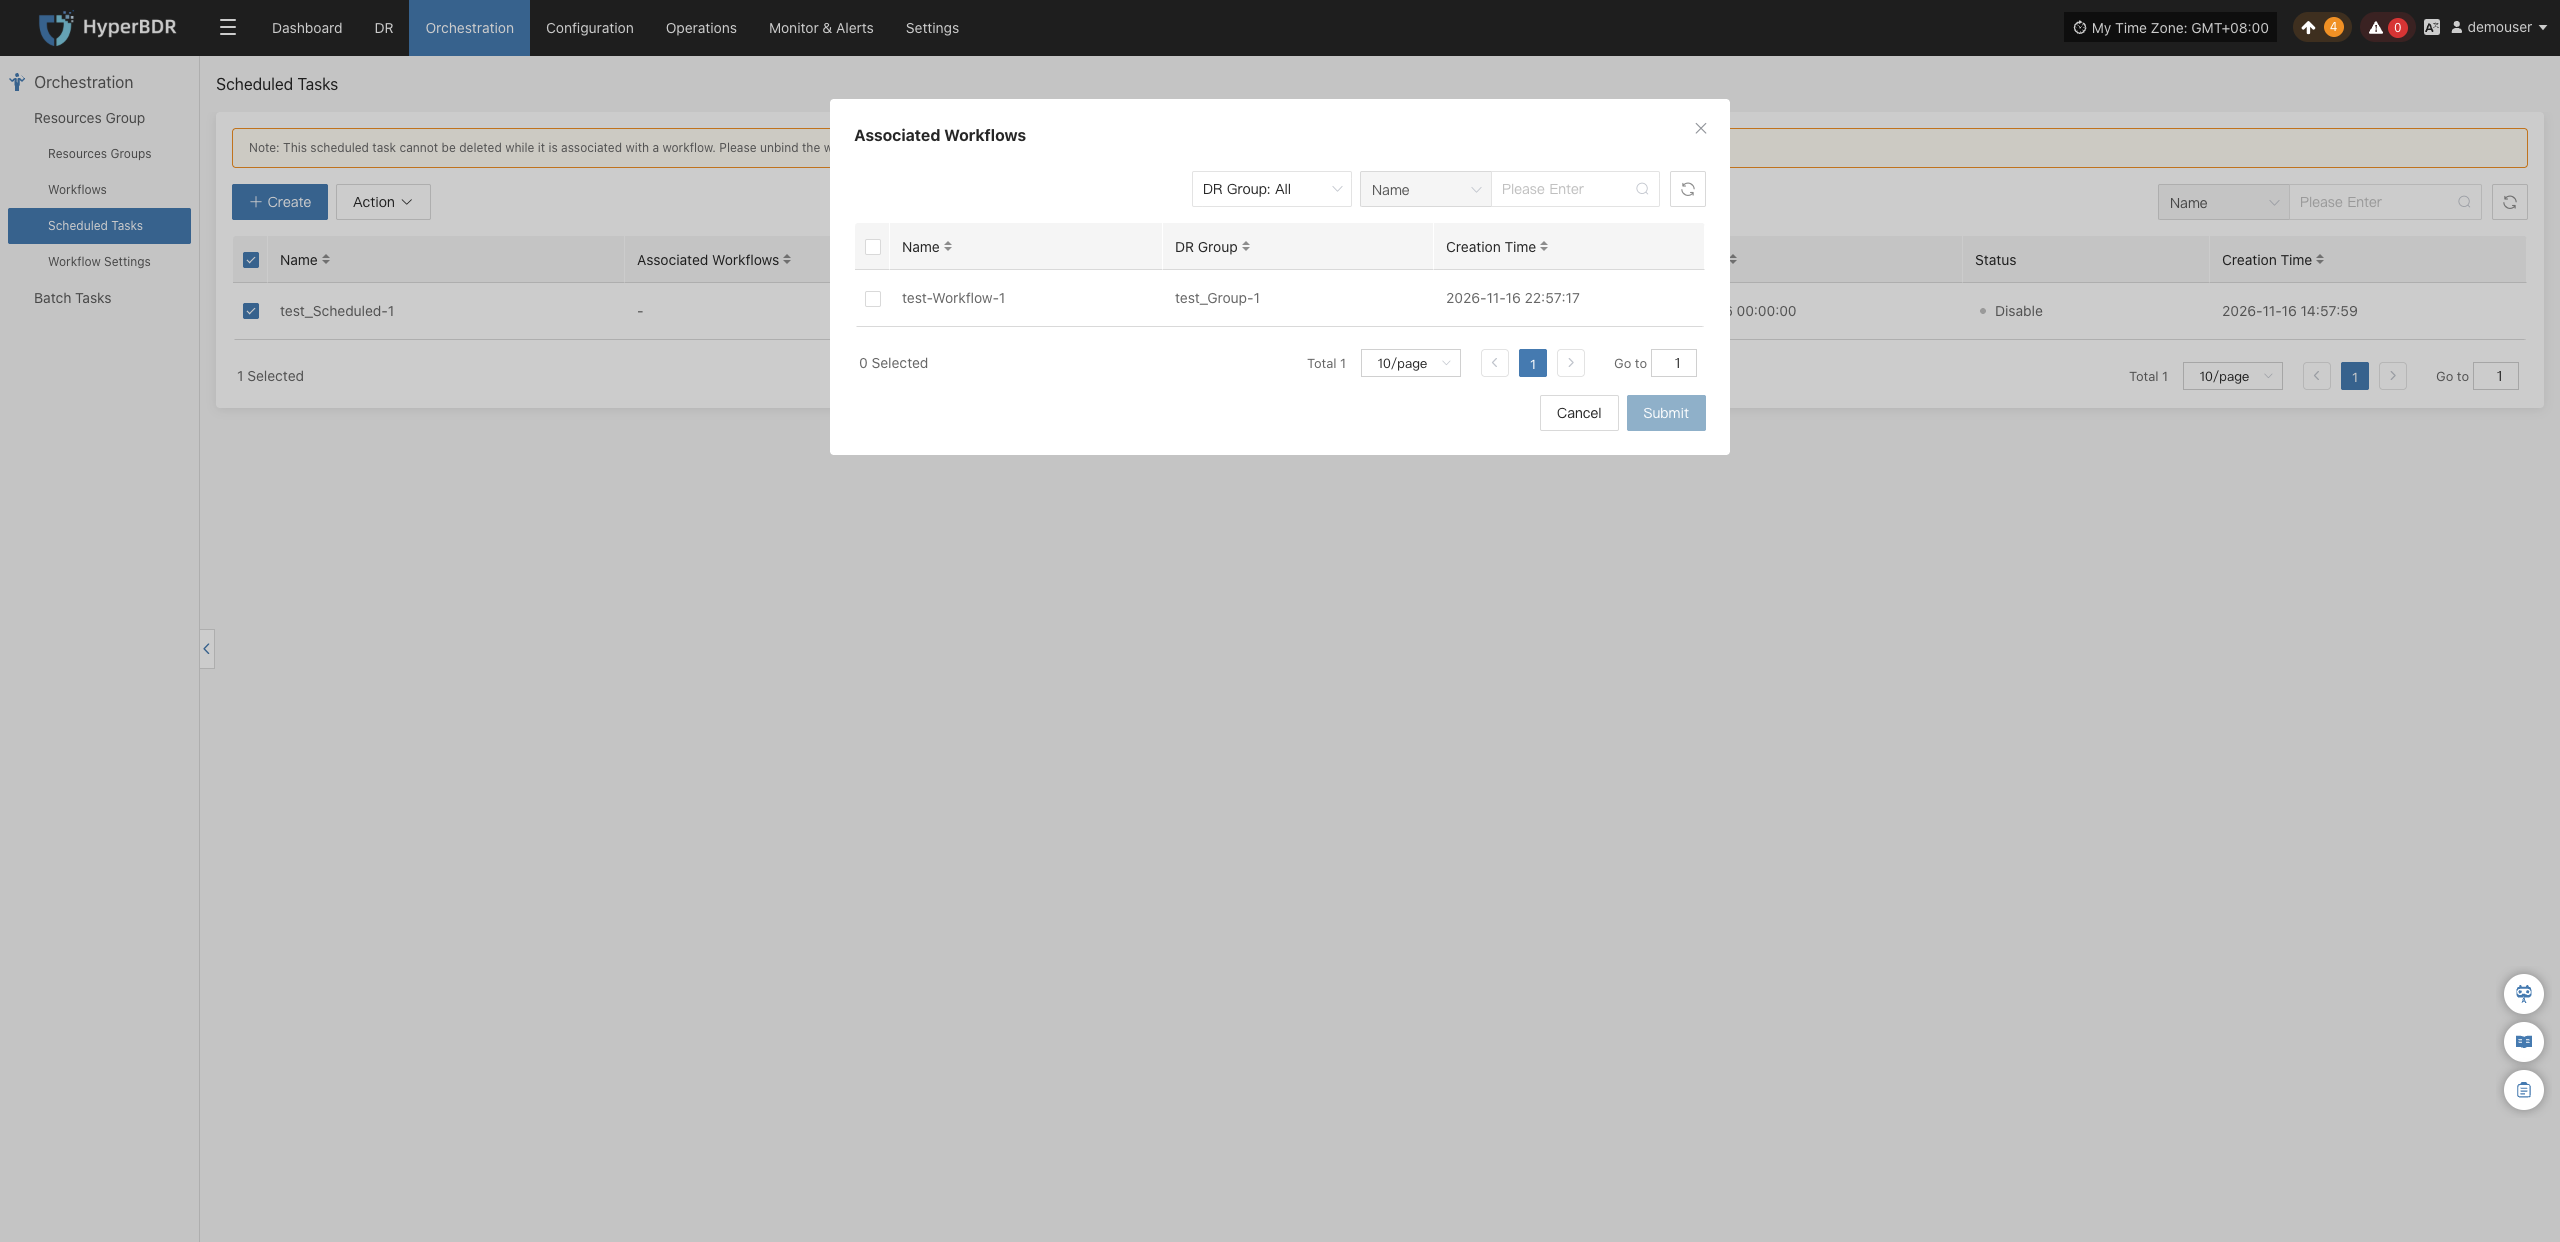 HyperBDR
Dashboard DR Orchestration Configuration Operations Monitor & Alerts Settings
My Time Zone: GMT+08:00 4 0 demouser
Orchestration
Resources Group
Resources Groups
Workflows
Scheduled Tasks
Workflow Settings
Batch Tasks
Scheduled Tasks
Note: This scheduled task cannot be deleted while it is associated with a workflow. Please unbind the
Create Action
Name Please Enter
Name Associated Workflows Status Creation Time
test_Scheduled-1 - 00:00:00 Disable 2026-11-16 14:57:59
1 Selected
Total 1 10/page 1 Go to 1
Associated Workflows
DR Group: All Name Please Enter
Name DR Group Creation Time
test-Workflow-1 test_Group-1 2026-11-16 22:57:17
0 Selected Total 1 10/page 1 Go to 1
Cancel Submit